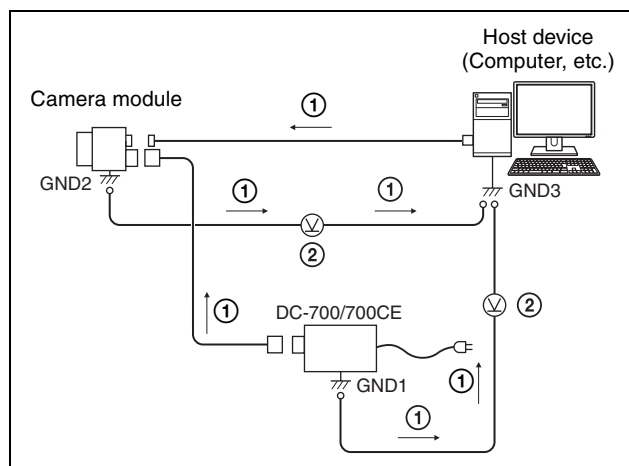 Host device
(Computer, etc.)
Camera module
①
GND2
①
①
GND3
②
②
①
DC-700/700CE
GND1
①
①